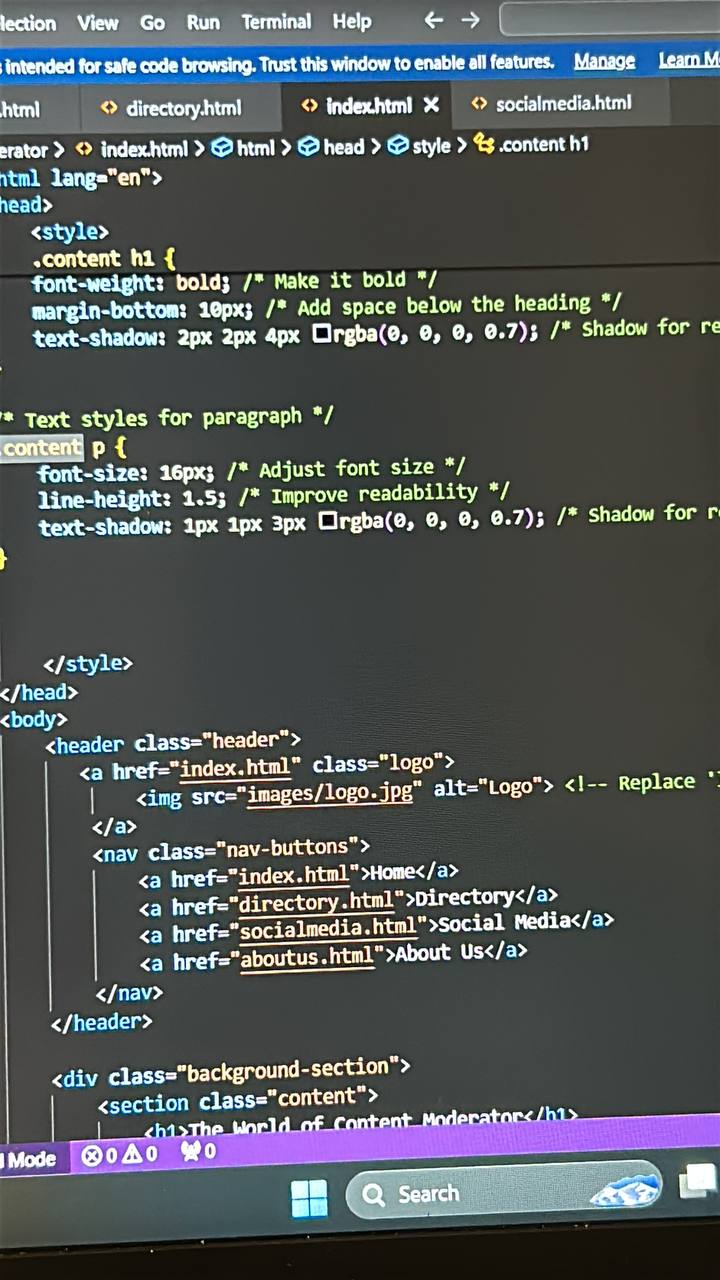 lection View Go Run Terminal Help
s intended for safe code browsing. Trust this window to enable all features. Manage Learn M
.html directory.html index.html socialmedia.html
erator > index.html > html > head > style > .content h1
html lang="en">
head>
<style>
.content h1 {
font-weight: bold; /* Make it bold */
margin-bottom: 10px; /* Add space below the heading */
text-shadow: 2px 2px 4px rgba(0, 0, 0, 0.7); /* Shadow for re
/* Text styles for paragraph */
.content p {
font-size: 16px; /* Adjust font size */
line-height: 1.5; /* Improve readability */
text-shadow: 1px 1px 3px rgba(0, 0, 0, 0.7); /* Shadow for re
}
</style>
</head>
<body>
<header class="header">
<a href="index.html" class="logo">
<img src="images/logo.jpg" alt="Logo"> <!-- Replace '
</a>
<nav class="nav-buttons">
<a href="index.html">Home</a>
<a href="directory.html">Directory</a>
<a href="socialmedia.html">Social Media</a>
<a href="aboutus.html">About Us</a>
</nav>
</header>
<div class="background-section">
<section class="content">
<h1>The World of Content Moderator</h1>
d Mode 0 0 0
Search